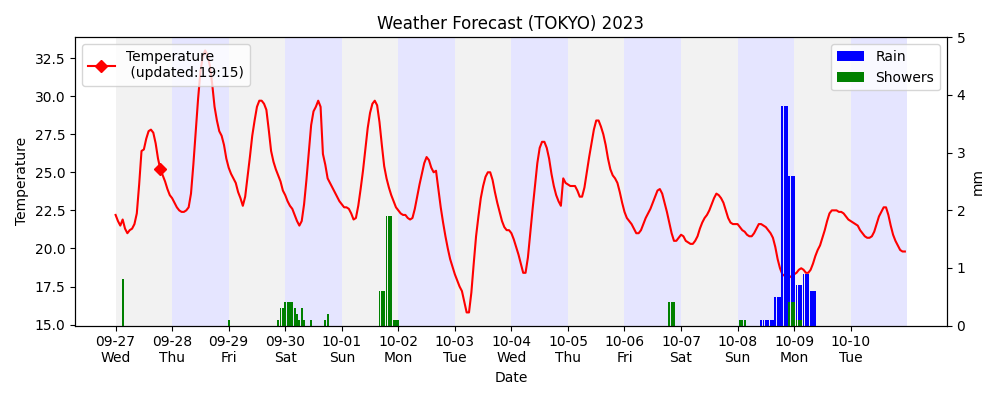 Weather Forecast (TOKYO) 2023
Temperature
(updated:19:15)
Rain
Showers
32.5
30.0
27.5
25.0
22.5
20.0
17.5
15.0
Temperature
5
4
3
2
1
0
mm
09-27 09-28 09-29 09-30 10-01 10-02 10-03 10-04 10-05 10-06 10-07 10-08 10-09 10-10
Wed Thu Fri Sat Sun Mon Tue Wed Thu Fri Sat Sun Mon Tue
Date